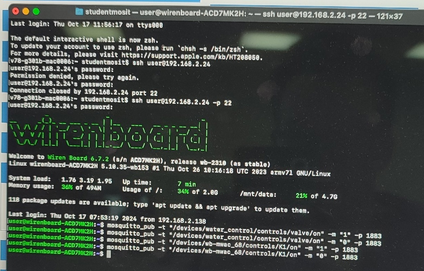 studentmosit — user@wirenboard-ACD7MK2H: ~ — ssh user@192.168.2.24 -p 22 — 121×37
Last login: Thu Oct 17 11:56:17 on ttys000
The default interactive shell is now zsh.
To update your account to use zsh, please run `chsh -s /bin/zsh`.
For more details, please visit https://support.apple.com/kb/HT208050.
v78-g301b-mac0006:~ studentmosit$ ssh user@192.168.2.24
user@192.168.2.24's password:
Permission denied, please try again.
user@192.168.2.24's password:
Connection closed by 192.168.2.24 port 22
v78-g301b-mac0006:~ studentmosit$ ssh user@192.168.2.24 -p 22
user@192.168.2.24's password:
wirenboard
Welcome to Wiren Board 6.7.2 (s/n ACD7MK2H), release wb-2310 (as stable)
Linux wirenboard-ACD7MK2H 5.10.35-wb153 #1 Thu Oct 26 10:16:18 UTC 2023 armv7l GNU/Linux
System load: 1.76 3.19 1.95 Up time: 7 min
Memory usage: 36% of 494M Usage of /: 34% of 2.0G /mnt/data: 21% of 4.7G
118 package updates are available; type 'apt update && apt upgrade' to update them.
Last login: Thu Oct 17 07:53:19 2024 from 192.168.2.138
user@wirenboard-ACD7MK2H:~$ mosquitto_pub -t "/devices/water_control/controls/valve/on" -m "1" -p 1883
user@wirenboard-ACD7MK2H:~$ mosquitto_pub -t "/devices/water_control/controls/valve/on" -m "0" -p 1883
user@wirenboard-ACD7MK2H:~$ mosquitto_pub -t "/devices/wb-mwac_68/controls/K1/on" -m "1" -p 1883
user@wirenboard-ACD7MK2H:~$ mosquitto_pub -t "/devices/wb-mwac_68/controls/K1/on" -m "0" -p 1883
user@wirenboard-ACD7MK2H:~$